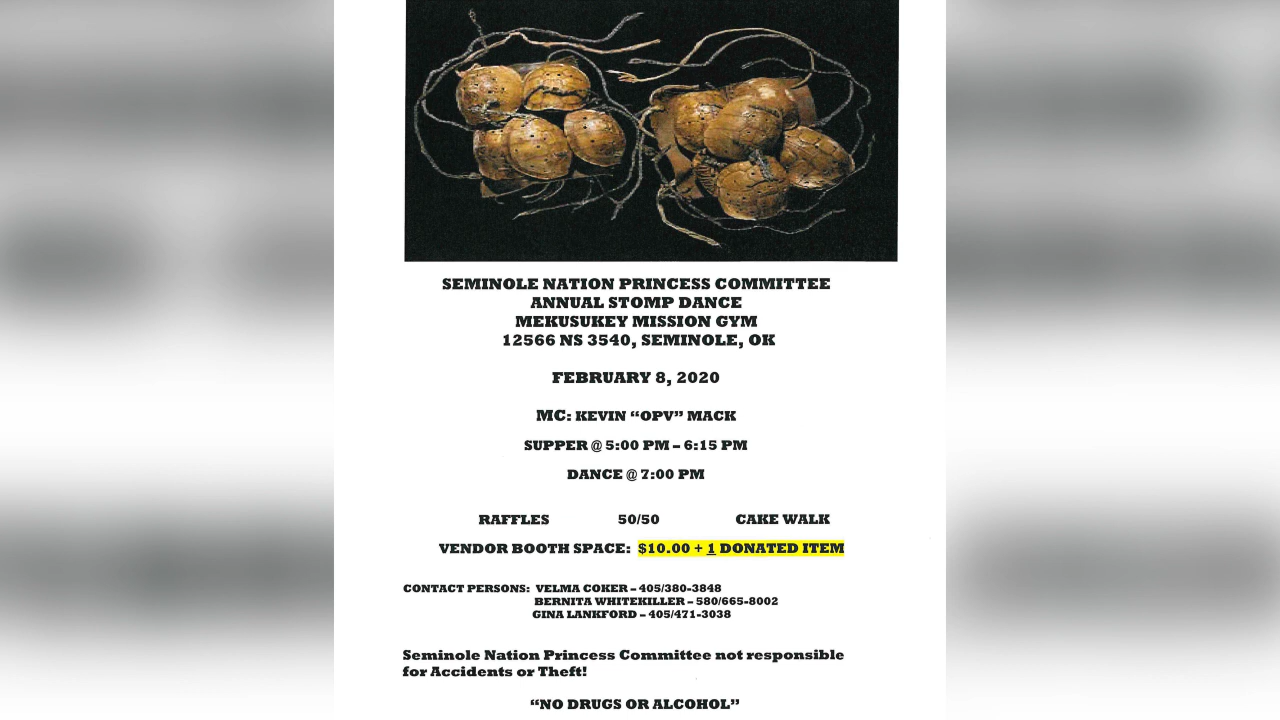 SEMINOLE NATION PRINCESS COMMITTEE
ANNUAL STOMP DANCE
MEKUSUKEY MISSION GYM
12566 NS 3540, SEMINOLE, OK
FEBRUARY 8, 2020
MC: KEVIN “OPV” MACK
SUPPER @ 5:00 PM – 6:15 PM
DANCE @ 7:00 PM
RAFFLES 50/50 CAKE WALK
VENDOR BOOTH SPACE: $10.00 + 1 DONATED ITEM
CONTACT PERSONS: VELMA COKER – 405/380-3848
BERNITA WHITEKILLER – 580/665-8002
GINA LANKFORD – 405/471-3038
Seminole Nation Princess Committee not responsible
for Accidents or Theft!
“NO DRUGS OR ALCOHOL”